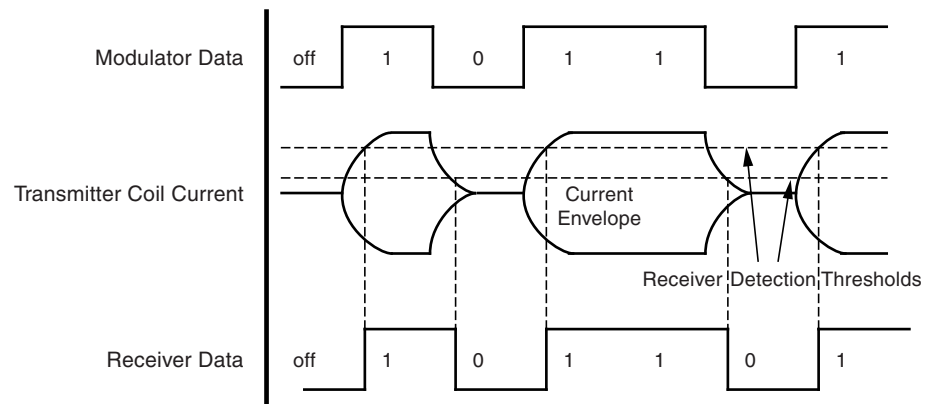 Modulator Data off 1 0 1 1 1
Transmitter Coil Current
Current
Envelope
Receiver Detection Thresholds
Receiver Data off 1 0 1 1 0 1